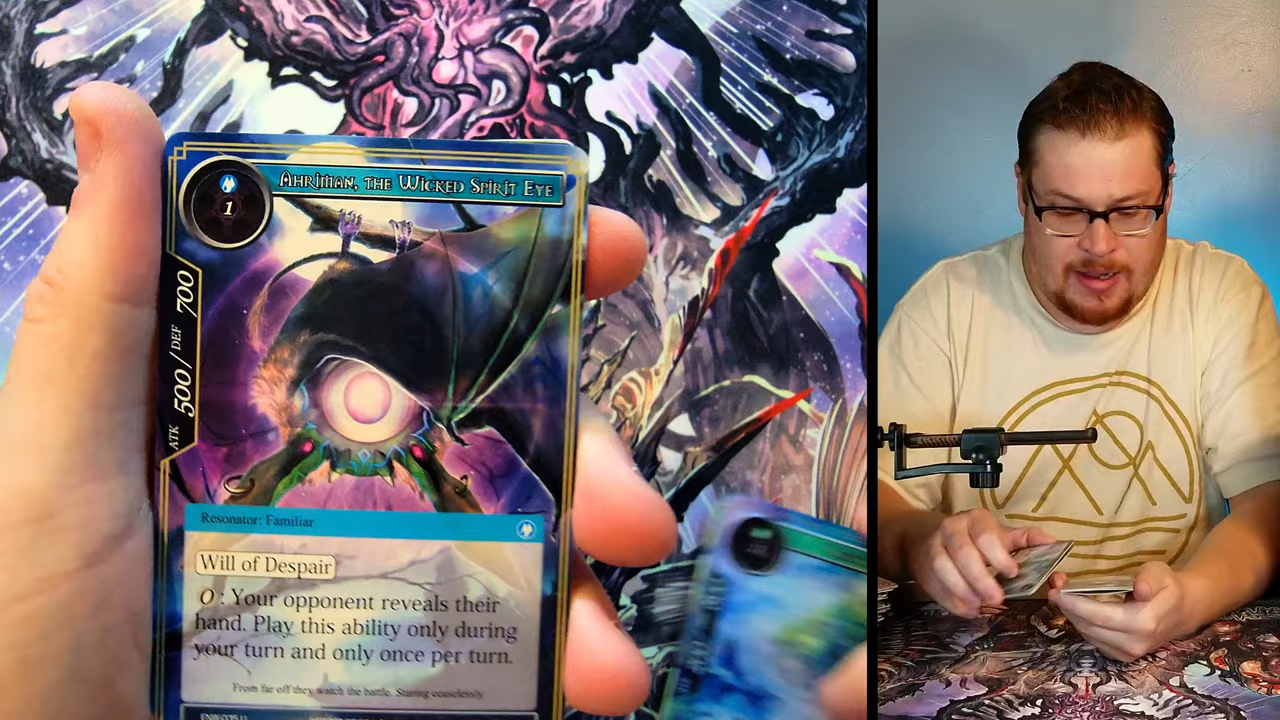 Ahriman, the Wicked Spirit Eye
1
ATK 500 / DEF 700
Resonator: Familiar
Will of Despair
0 : Your opponent reveals their
hand. Play this ability only during
your turn and only once per turn.
From far off they watch the battle. Staring ceaselessly